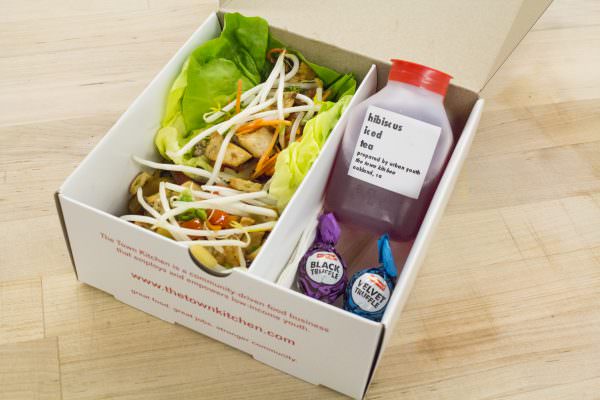 hibiscus
iced
tea
prepared by urban youth
the town kitchen
oakland, ca
BLACK
TRUFFLE
VELVET
TRUFFLE
The Town Kitchen is a community driven food business
that employs and empowers low-income youth.
www.thetownkitchen.com
great food. great jobs. stronger community.